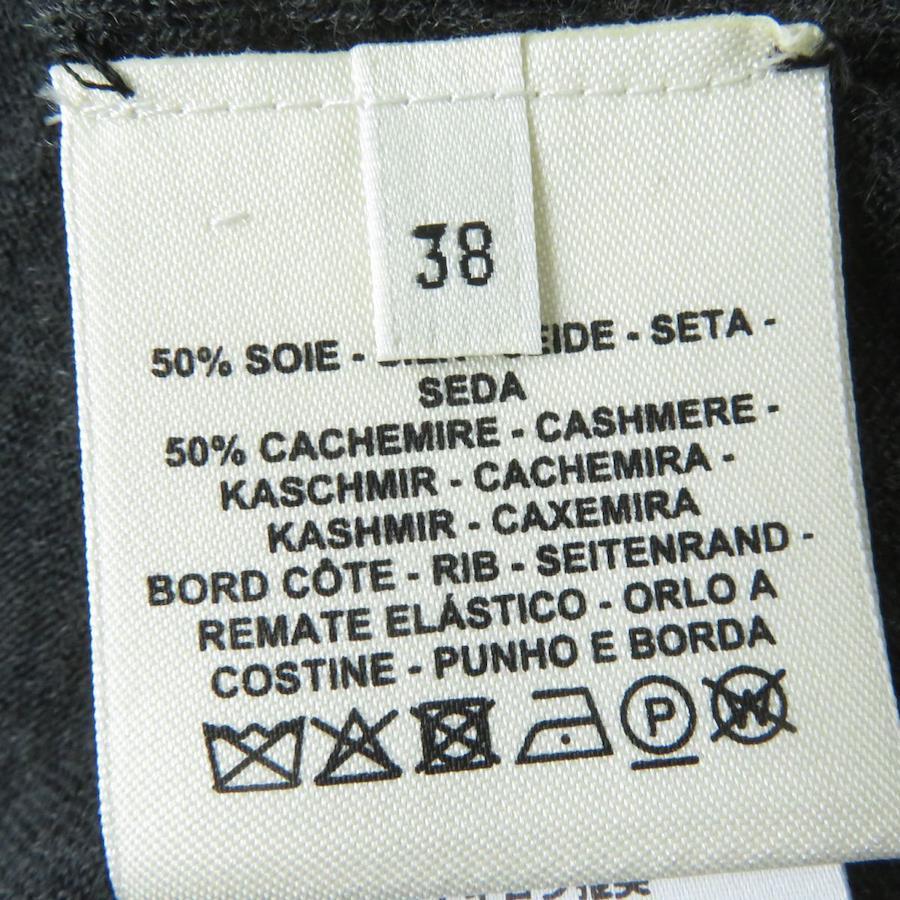 38
50% SOIE - SEIDE - SETA -
SEDA
50% CACHEMIRE - CASHMERE -
KASCHMIR - CACHEMIRA -
KASHMIR - CAXEMIRA
BORD CÔTE - RIB - SEITENRAND -
REMATE ELÁSTICO - ORLO A
COSTINE - PUNHO E BORDA
P W